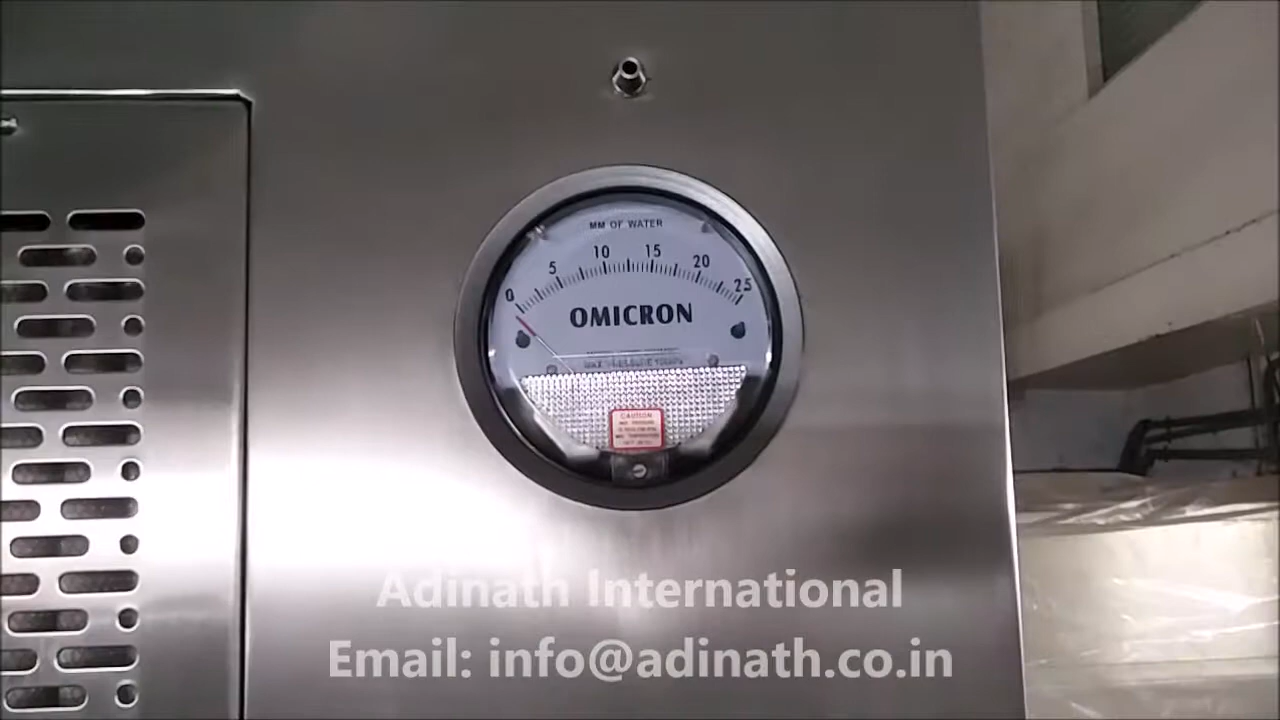 MM OF WATER
0 5 10 15 20 25
OMICRON
CAUTION
Adinath International
Email: info@adinath.co.in